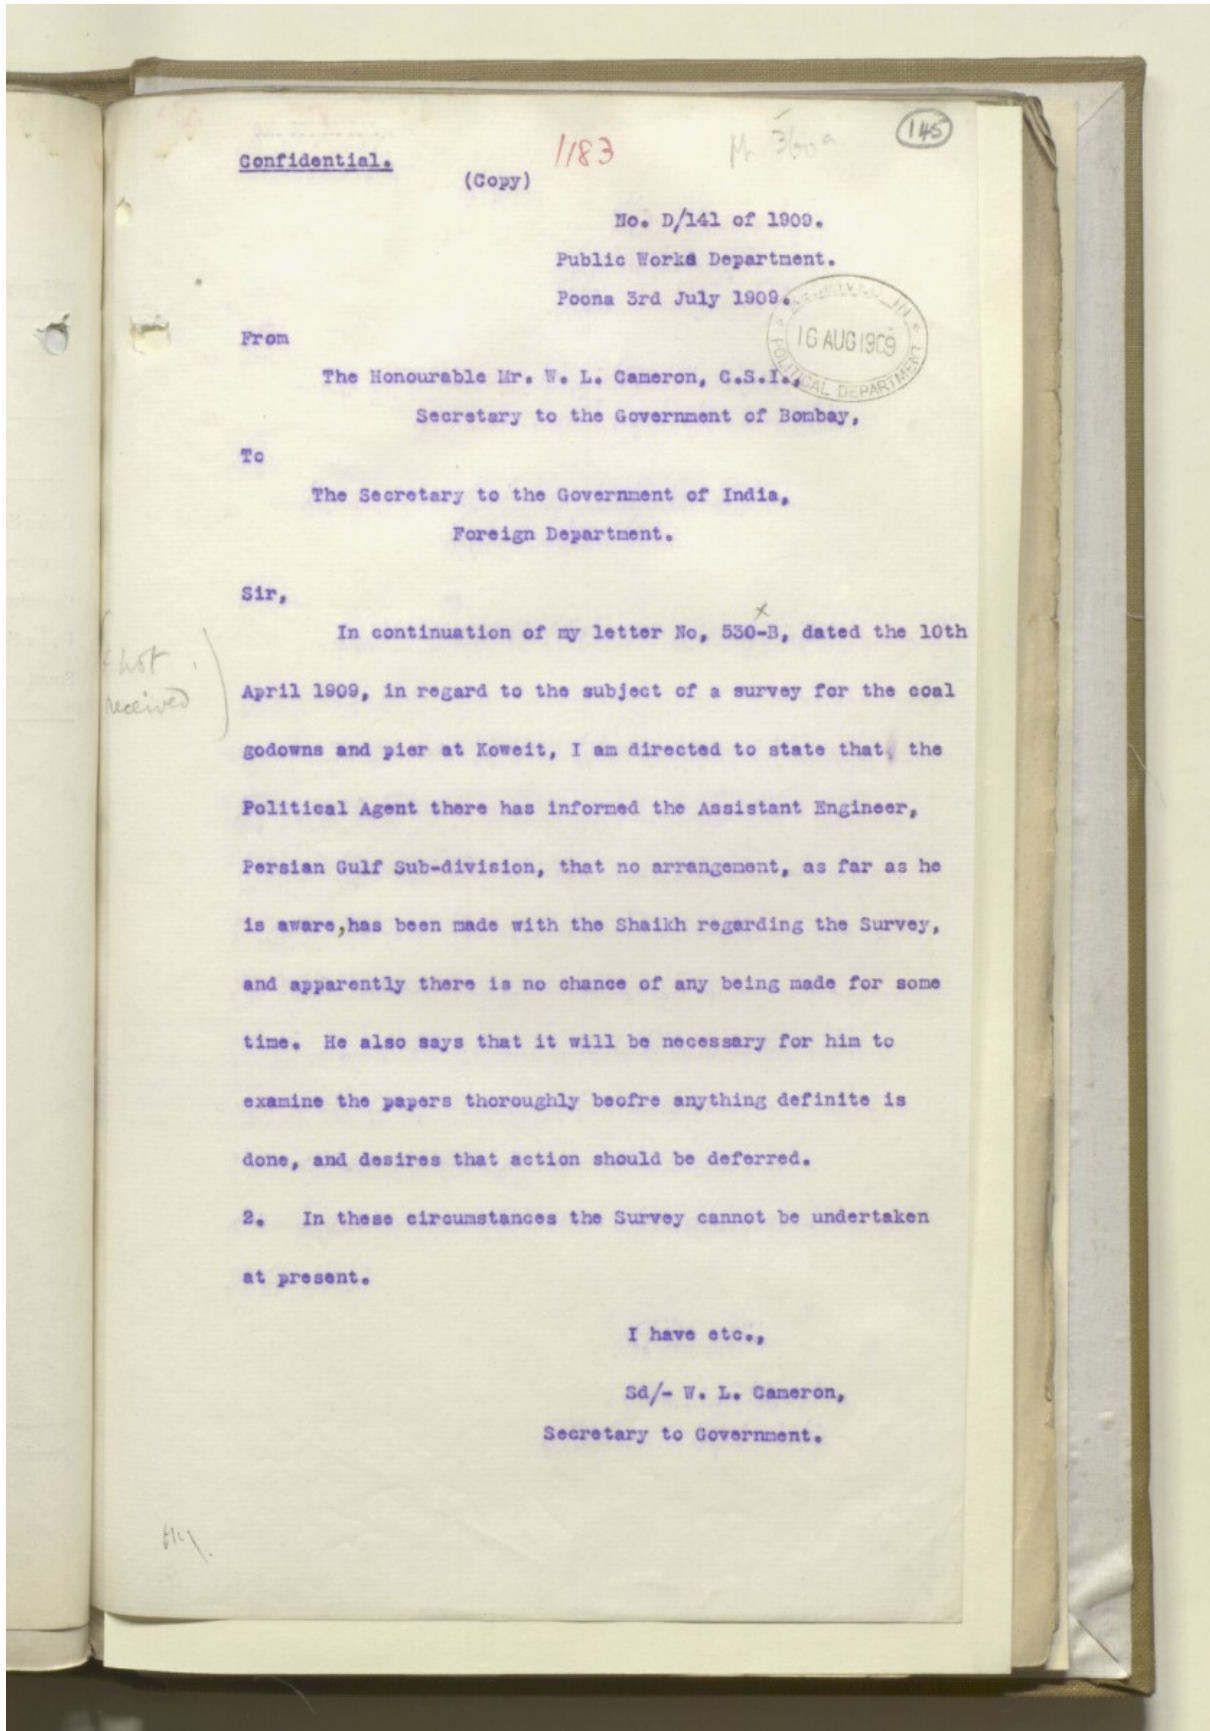 145
1183
Confidential.
(Copy)
No. D/141 of 1909.
Public Works Department.
Poona 3rd July 1909.
16 AUG 1909
POLITICAL DEPARTMENT
From
The Honourable Mr. W. L. Cameron, C.S.I.,
Secretary to the Government of Bombay,
To
The Secretary to the Government of India,
Foreign Department.
Sir,
x
In continuation of my letter No, 530-B, dated the 10th
not
received
April 1909, in regard to the subject of a survey for the coal
godowns and pier at Koweit, I am directed to state that, the
Political Agent there has informed the Assistant Engineer,
Persian Gulf Sub-division, that no arrangement, as far as he
is aware,has been made with the Shaikh regarding the Survey,
and apparently there is no chance of any being made for some
time. He also says that it will be necessary for him to
examine the papers thoroughly beofre anything definite is
done, and desires that action should be deferred.
2. In these circumstances the Survey cannot be undertaken
at present.
I have etc.,
Sd/- W. L. Cameron,
Secretary to Government.